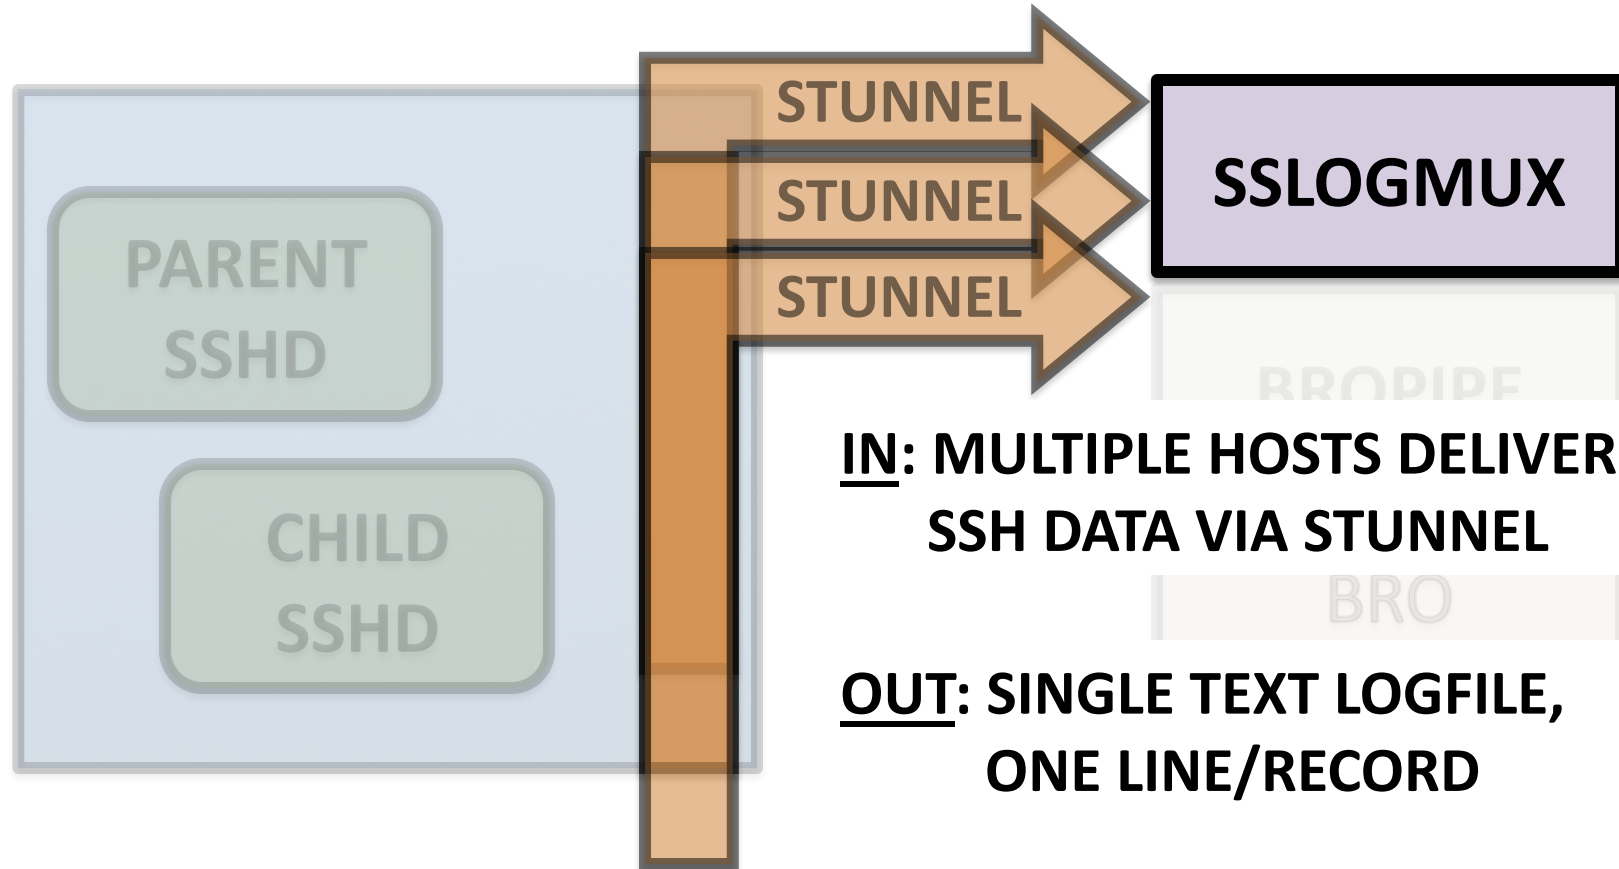 STUNNEL
STUNNEL
STUNNEL
SSLOGMUX
PARENT
SSHD
CHILD
SSHD
BROPIPE
IN: MULTIPLE HOSTS DELIVER
SSH DATA VIA STUNNEL
BRO
OUT: SINGLE TEXT LOGFILE,
ONE LINE/RECORD